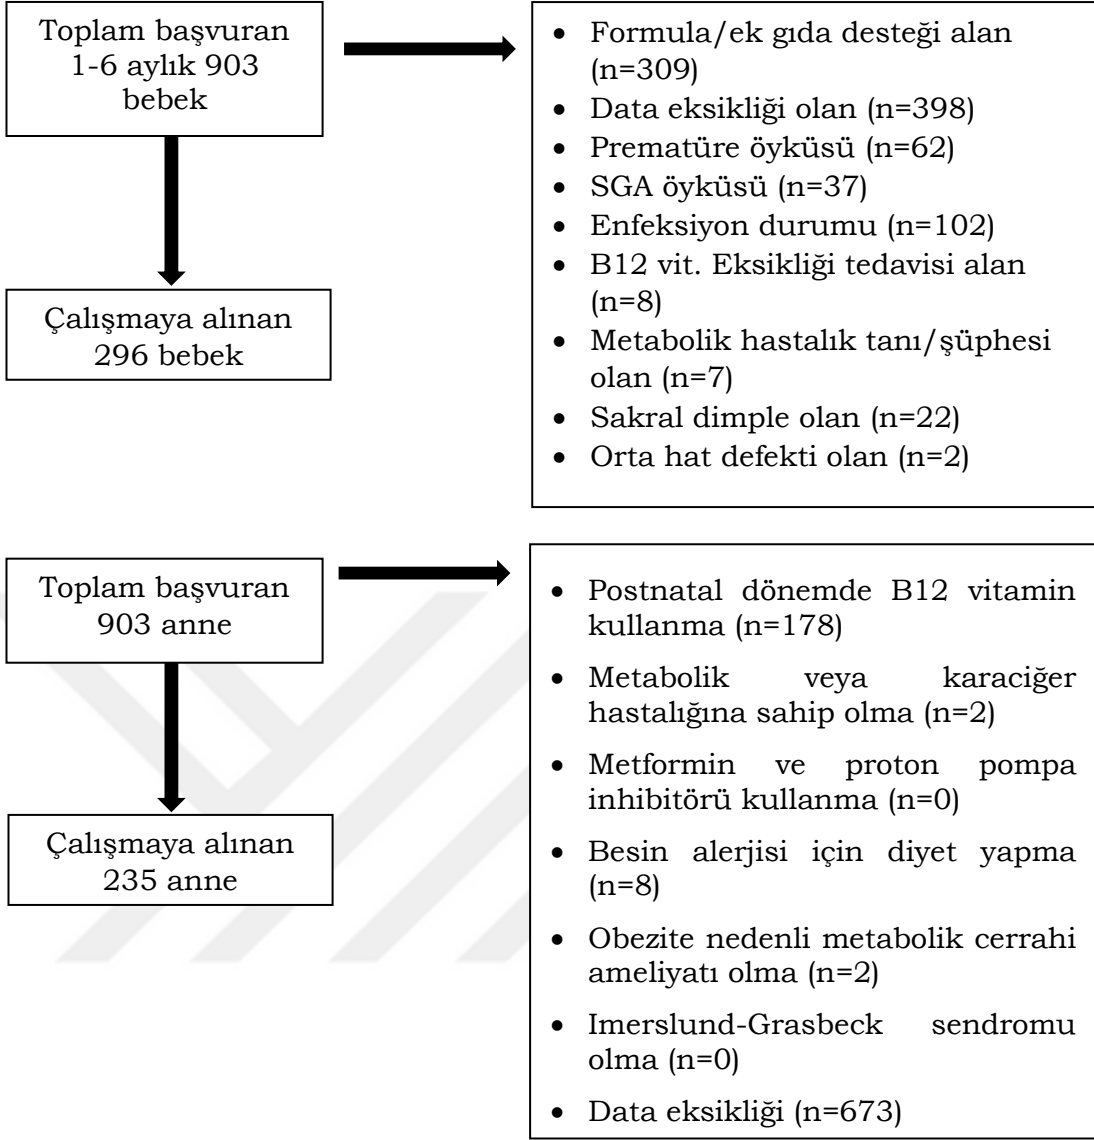 Toplam başvuran
1-6 aylık 903
bebek
• Formula/ek gıda desteği alan
(n=309)
• Data eksikliği olan (n=398)
• Prematüre öyküsü (n=62)
• SGA öyküsü (n=37)
• Enfeksiyon durumu (n=102)
• B12 vit. Eksikliği tedavisi alan
(n=8)
• Metabolik hastalık tanı/şüphesi
olan (n=7)
• Sakral dimple olan (n=22)
• Orta hat defekti olan (n=2)
Çalışmaya alınan
296 bebek
Toplam başvuran
903 anne
• Postnatal dönemde B12 vitamin
kullanma (n=178)
• Metabolik veya karaciğer
hastalığına sahip olma (n=2)
• Metformin ve proton pompa
inhibitörü kullanma (n=0)
• Besin alerjisi için diyet yapma
(n=8)
• Obezite nedenli metabolik cerrahi
ameliyatı olma (n=2)
• Imerslund-Grasbeck sendromu
olma (n=0)
• Data eksikliği (n=673)
Çalışmaya alınan
235 anne